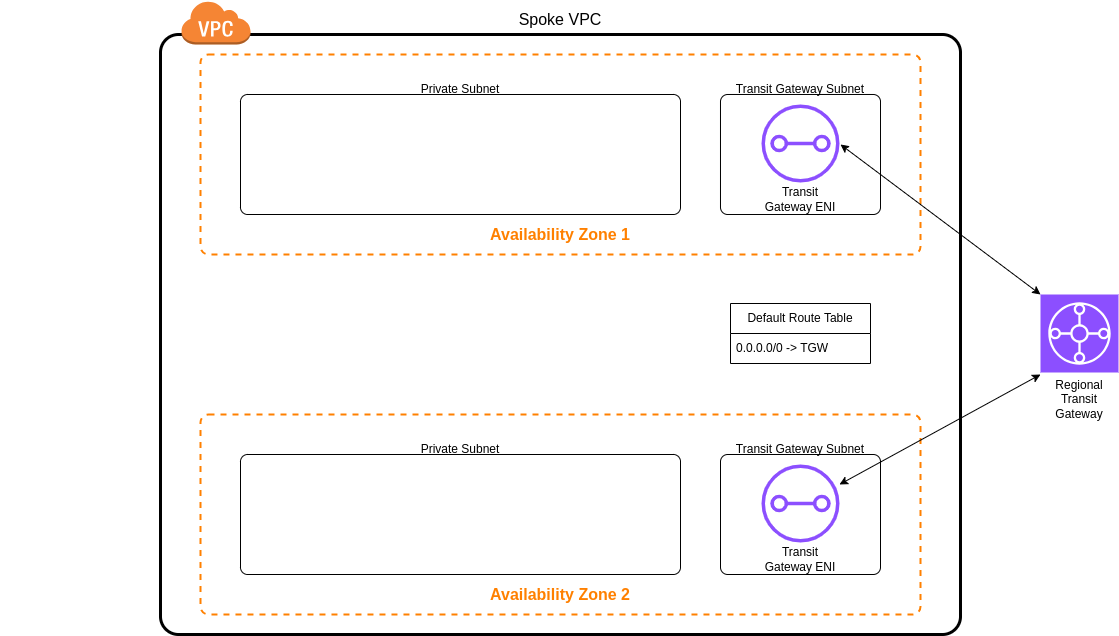 Spoke VPC
VPC
Private Subnet
Transit Gateway Subnet
Transit
Gateway ENI
Availability Zone 1
Default Route Table
0.0.0.0/0 -> TGW
Regional
Transit
Gateway
Private Subnet
Transit Gateway Subnet
Transit
Gateway ENI
Availability Zone 2